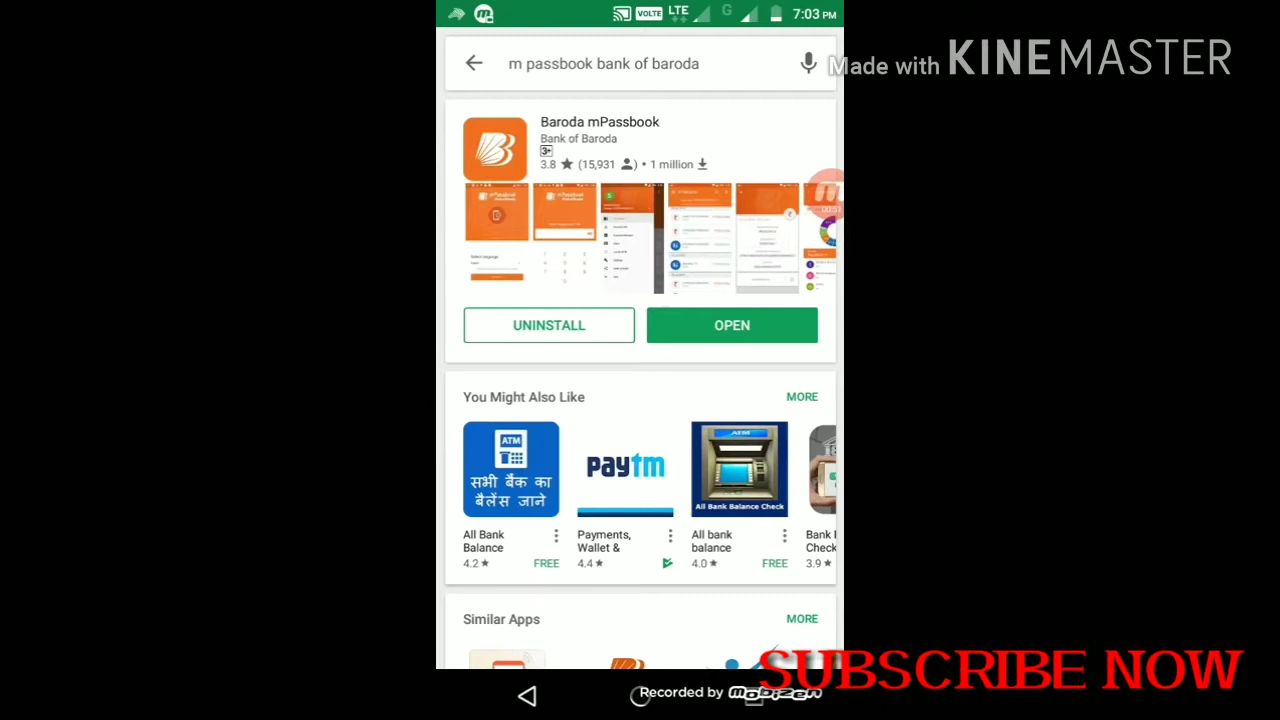 LTE
VOLTE
G
7:03 PM
m passbook bank of baroda
Made with KINEMASTER
Baroda mPassbook
Bank of Baroda
3+
3.8 ★ (15,931) • 1 million
mPassbook
mPassbook
UNINSTALL
OPEN
You Might Also Like
MORE
ATM
सभी बैंक का
बैलेंस जाने
paytm
ATM
All Bank Balance Check
All Bank
Balance
4.2 ★
FREE
Payments,
Wallet &
4.4 ★
All bank
balance
4.0 ★
FREE
Bank
Check
3.9 ★
Similar Apps
MORE
SUBSCRIBE NOW
Recorded by mobizen